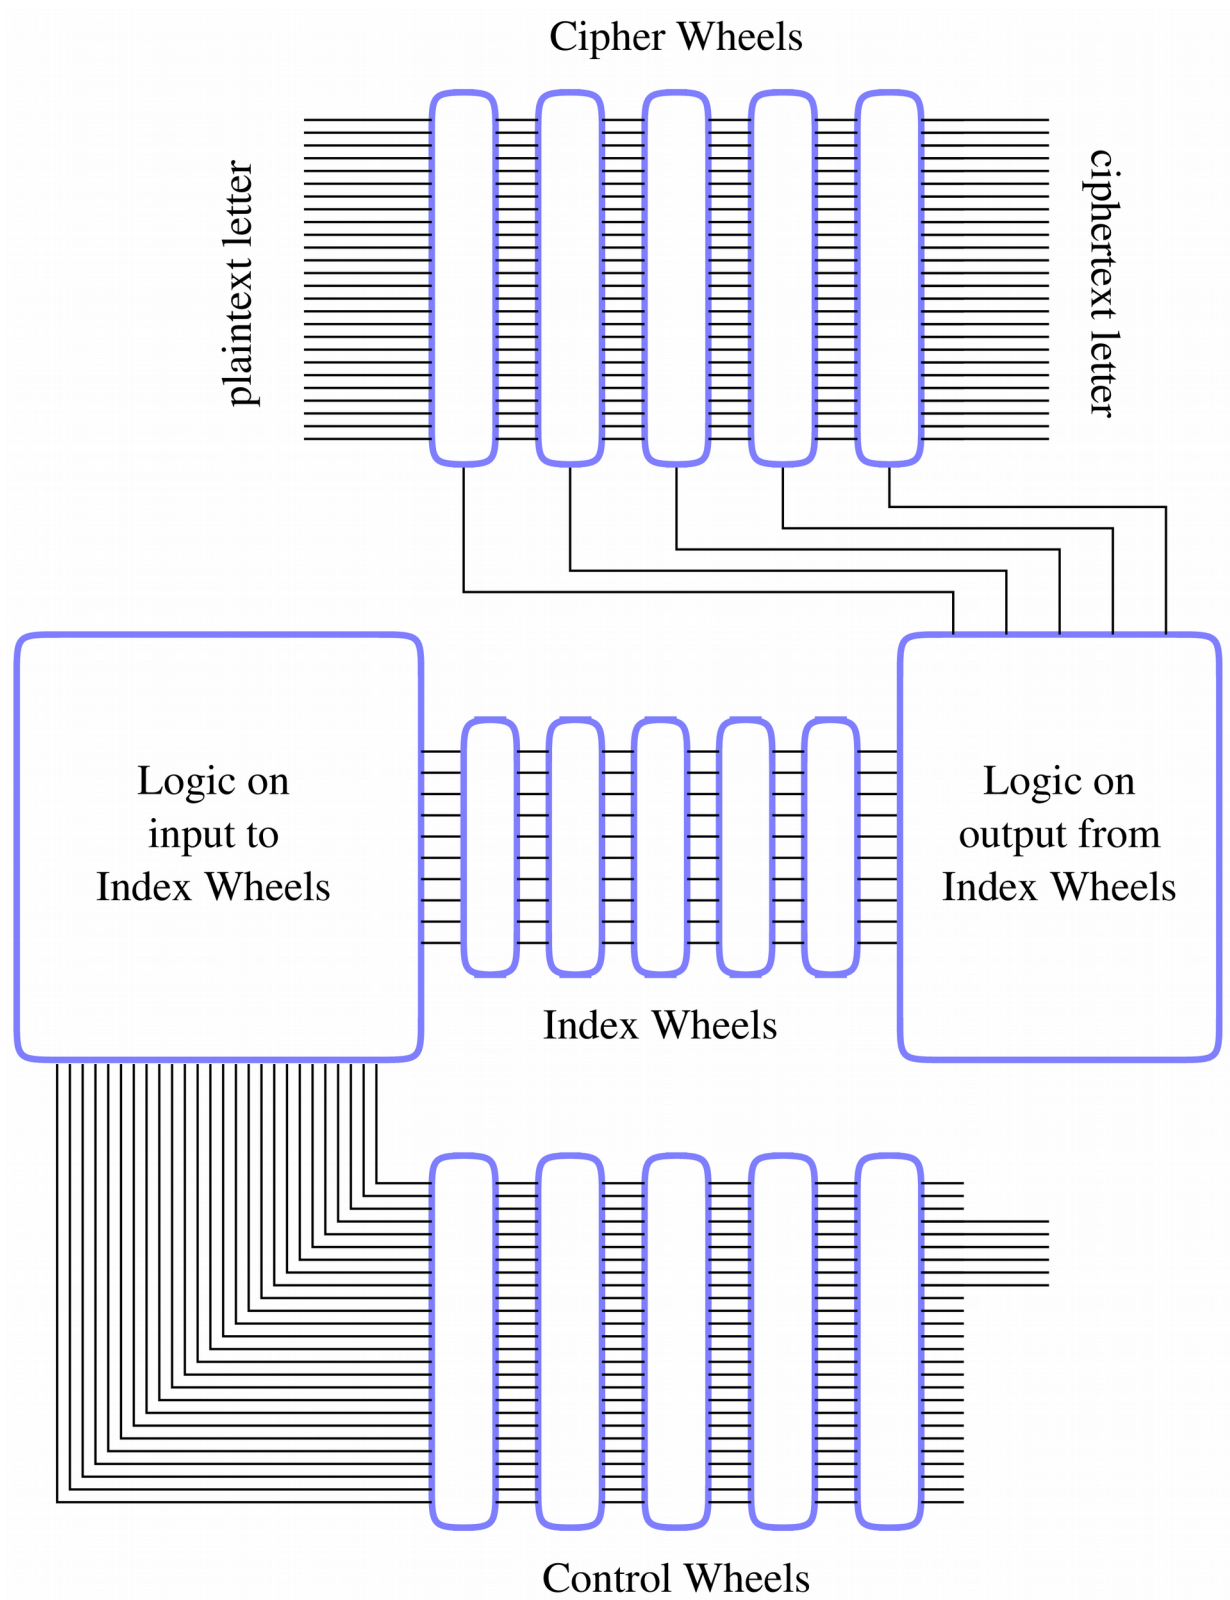 Cipher Wheels
plaintext letter
ciphertext letter
Logic on
input to
Index Wheels
Logic on
output from
Index Wheels
Index Wheels
Control Wheels